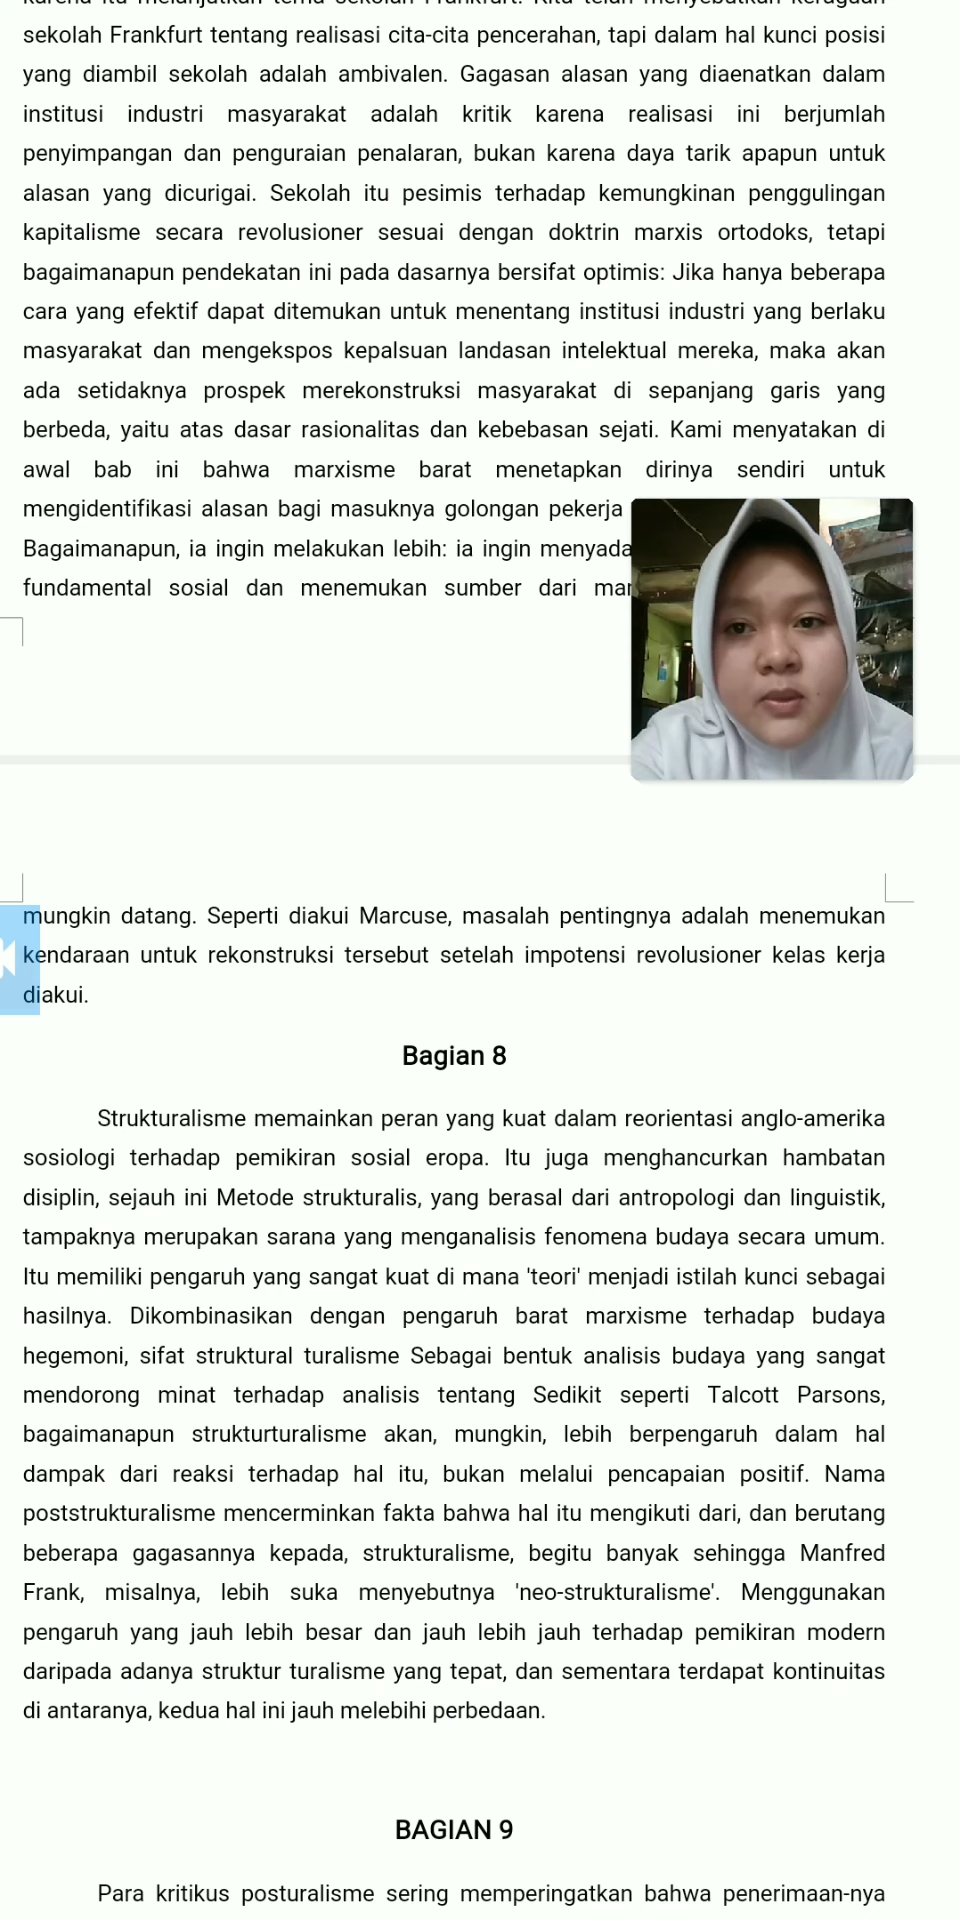 sekolah Frankfurt tentang realisasi cita-cita pencerahan, tapi dalam hal kunci posisi
yang diambil sekolah adalah ambivalen. Gagasan alasan yang diaenatkan dalam
institusi industri masyarakat adalah kritik karena realisasi ini berjumlah
penyimpangan dan penguraian penalaran, bukan karena daya tarik apapun untuk
alasan yang dicurigai. Sekolah itu pesimis terhadap kemungkinan penggulingan
kapitalisme secara revolusioner sesuai dengan doktrin marxis ortodoks, tetapi
bagaimanapun pendekatan ini pada dasarnya bersifat optimis: Jika hanya beberapa
cara yang efektif dapat ditemukan untuk menentang institusi industri yang berlaku
masyarakat dan mengekspos kepalsuan landasan intelektual mereka, maka akan
ada setidaknya prospek merekonstruksi masyarakat di sepanjang garis yang
berbeda, yaitu atas dasar rasionalitas dan kebebasan sejati. Kami menyatakan di
awal bab ini bahwa marxisme barat menetapkan dirinya sendiri untuk
mengidentifikasi alasan bagi masuknya golongan pekerja
Bagaimanapun, ia ingin melakukan lebih: ia ingin
fundamental sosial dan menemukan sumber dari
mungkin datang. Seperti diakui Marcuse, masalah pentingnya adalah menemukan
kendaraan untuk rekonstruksi tersebut setelah impotensi revolusioner kelas kerja
diakui.
Bagian 8
Strukturalisme memainkan peran yang kuat dalam reorientasi anglo-amerika
sosiologi terhadap pemikiran sosial eropa. Itu juga menghancurkan hambatan
disiplin, sejauh ini Metode strukturalis, yang berasal dari antropologi dan linguistik,
tampaknya merupakan sarana yang menganalisis fenomena budaya secara umum.
Itu memiliki pengaruh yang sangat kuat di mana 'teori' menjadi istilah kunci sebagai
hasilnya. Dikombinasikan dengan pengaruh barat marxisme terhadap budaya
hegemoni, sifat struktural turalisme Sebagai bentuk analisis budaya yang sangat
mendorong minat terhadap analisis tentang Sedikit seperti Talcott Parsons,
bagaimanapun strukturturalisme akan, mungkin, lebih berpengaruh dalam hal
dampak dari reaksi terhadap hal itu, bukan melalui pencapaian positif. Nama
poststrukturalisme mencerminkan fakta bahwa hal itu mengikuti dari, dan berutang
beberapa gagasannya kepada, strukturalisme, begitu banyak sehingga Manfred
Frank, misalnya, lebih suka menyebutnya 'neo-strukturalisme'. Menggunakan
pengaruh yang jauh lebih besar dan jauh lebih jauh terhadap pemikiran modern
daripada adanya struktur turalisme yang tepat, dan sementara terdapat kontinuitas
di antaranya, kedua hal ini jauh melebihi perbedaan.
BAGIAN 9
Para kritikus posturalisme sering memperingatkan bahwa penerimaan-nya